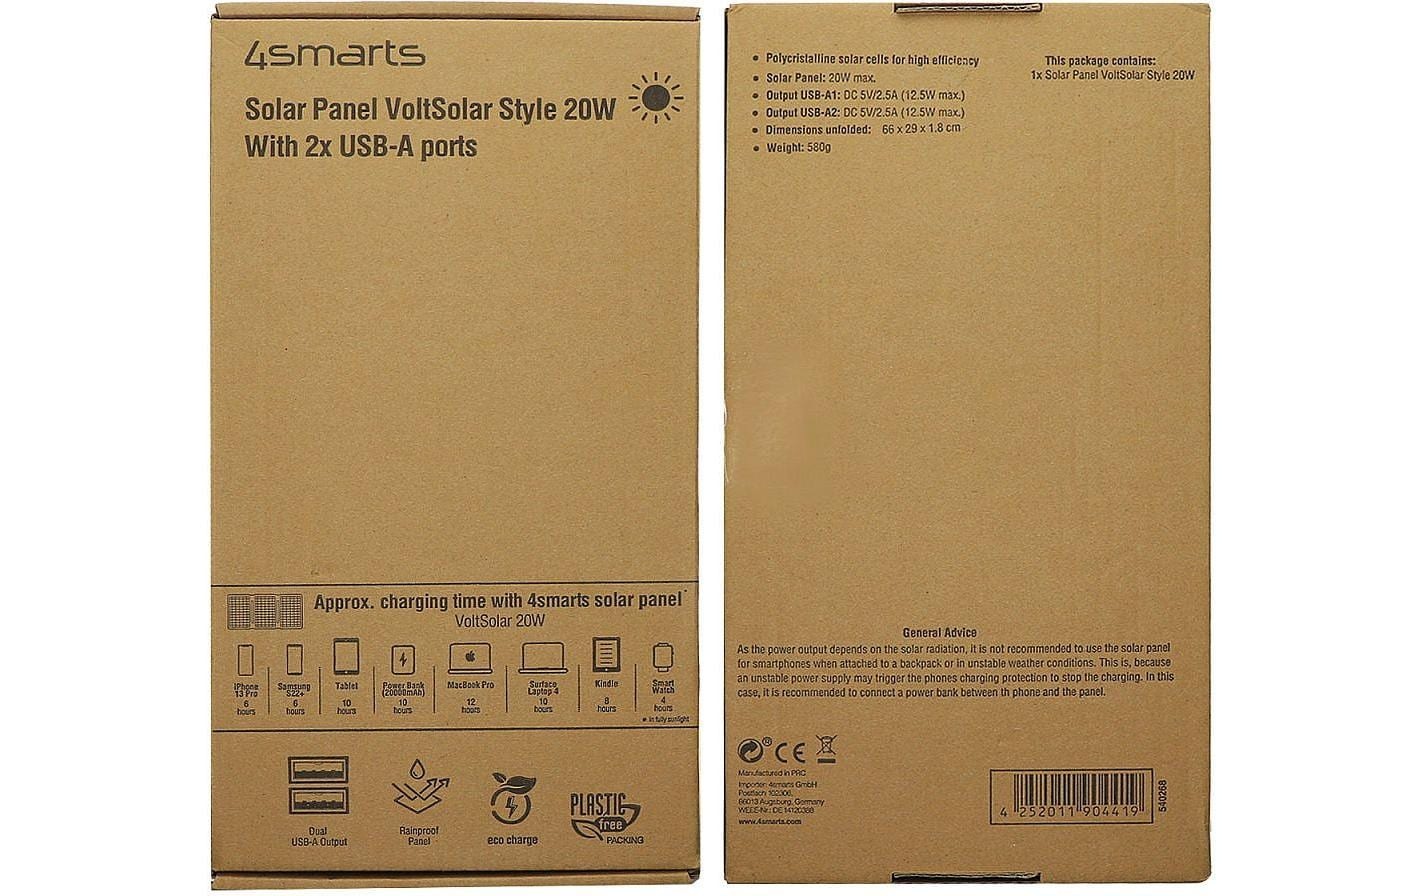 4smarts
Solar Panel VoltSolar Style 20W
With 2x USB-A ports
Approx. charging time with 4smarts solar panel*
VoltSolar 20W
iPhone 13 Pro 6 hours
Samsung S22+ 6 hours
Tablet 10 hours
Power Bank (20000mAh) 10 hours
MacBook Pro 12 hours
Surface Laptop 4 10 hours
Kindle 8 hours
Smart Watch 4 hours
* in fully sunlight
Dual
USB-A Output
Rainproof
Panel
eco charge
PLASTIC
free
PACKING
• Polycristalline solar cells for high efficiency
• Solar Panel: 20W max.
• Output USB-A1: DC 5V/2.5A (12.5W max.)
• Output USB-A2: DC 5V/2.5A (12.5W max.)
• Dimensions unfolded: 66 x 29 x 1.8 cm
• Weight: 580g
This package contains:
1x Solar Panel VoltSolar Style 20W
General Advice
As the power output depends on the solar radiation, it is not recommended to use the solar panel
for smartphones when attached to a backpack or in unstable weather conditions. This is, because
an unstable power supply may trigger the phones charging protection to stop the charging. In this
case, it is recommended to connect a power bank between th phone and the panel.
® CE
Manufactured in PRC
Importer: 4smarts GmbH
Postfach 102306,
86013 Augsburg, Germany
WEEE-Nr.: DE14120388
www.4smarts.com
4 252011 904419
540268